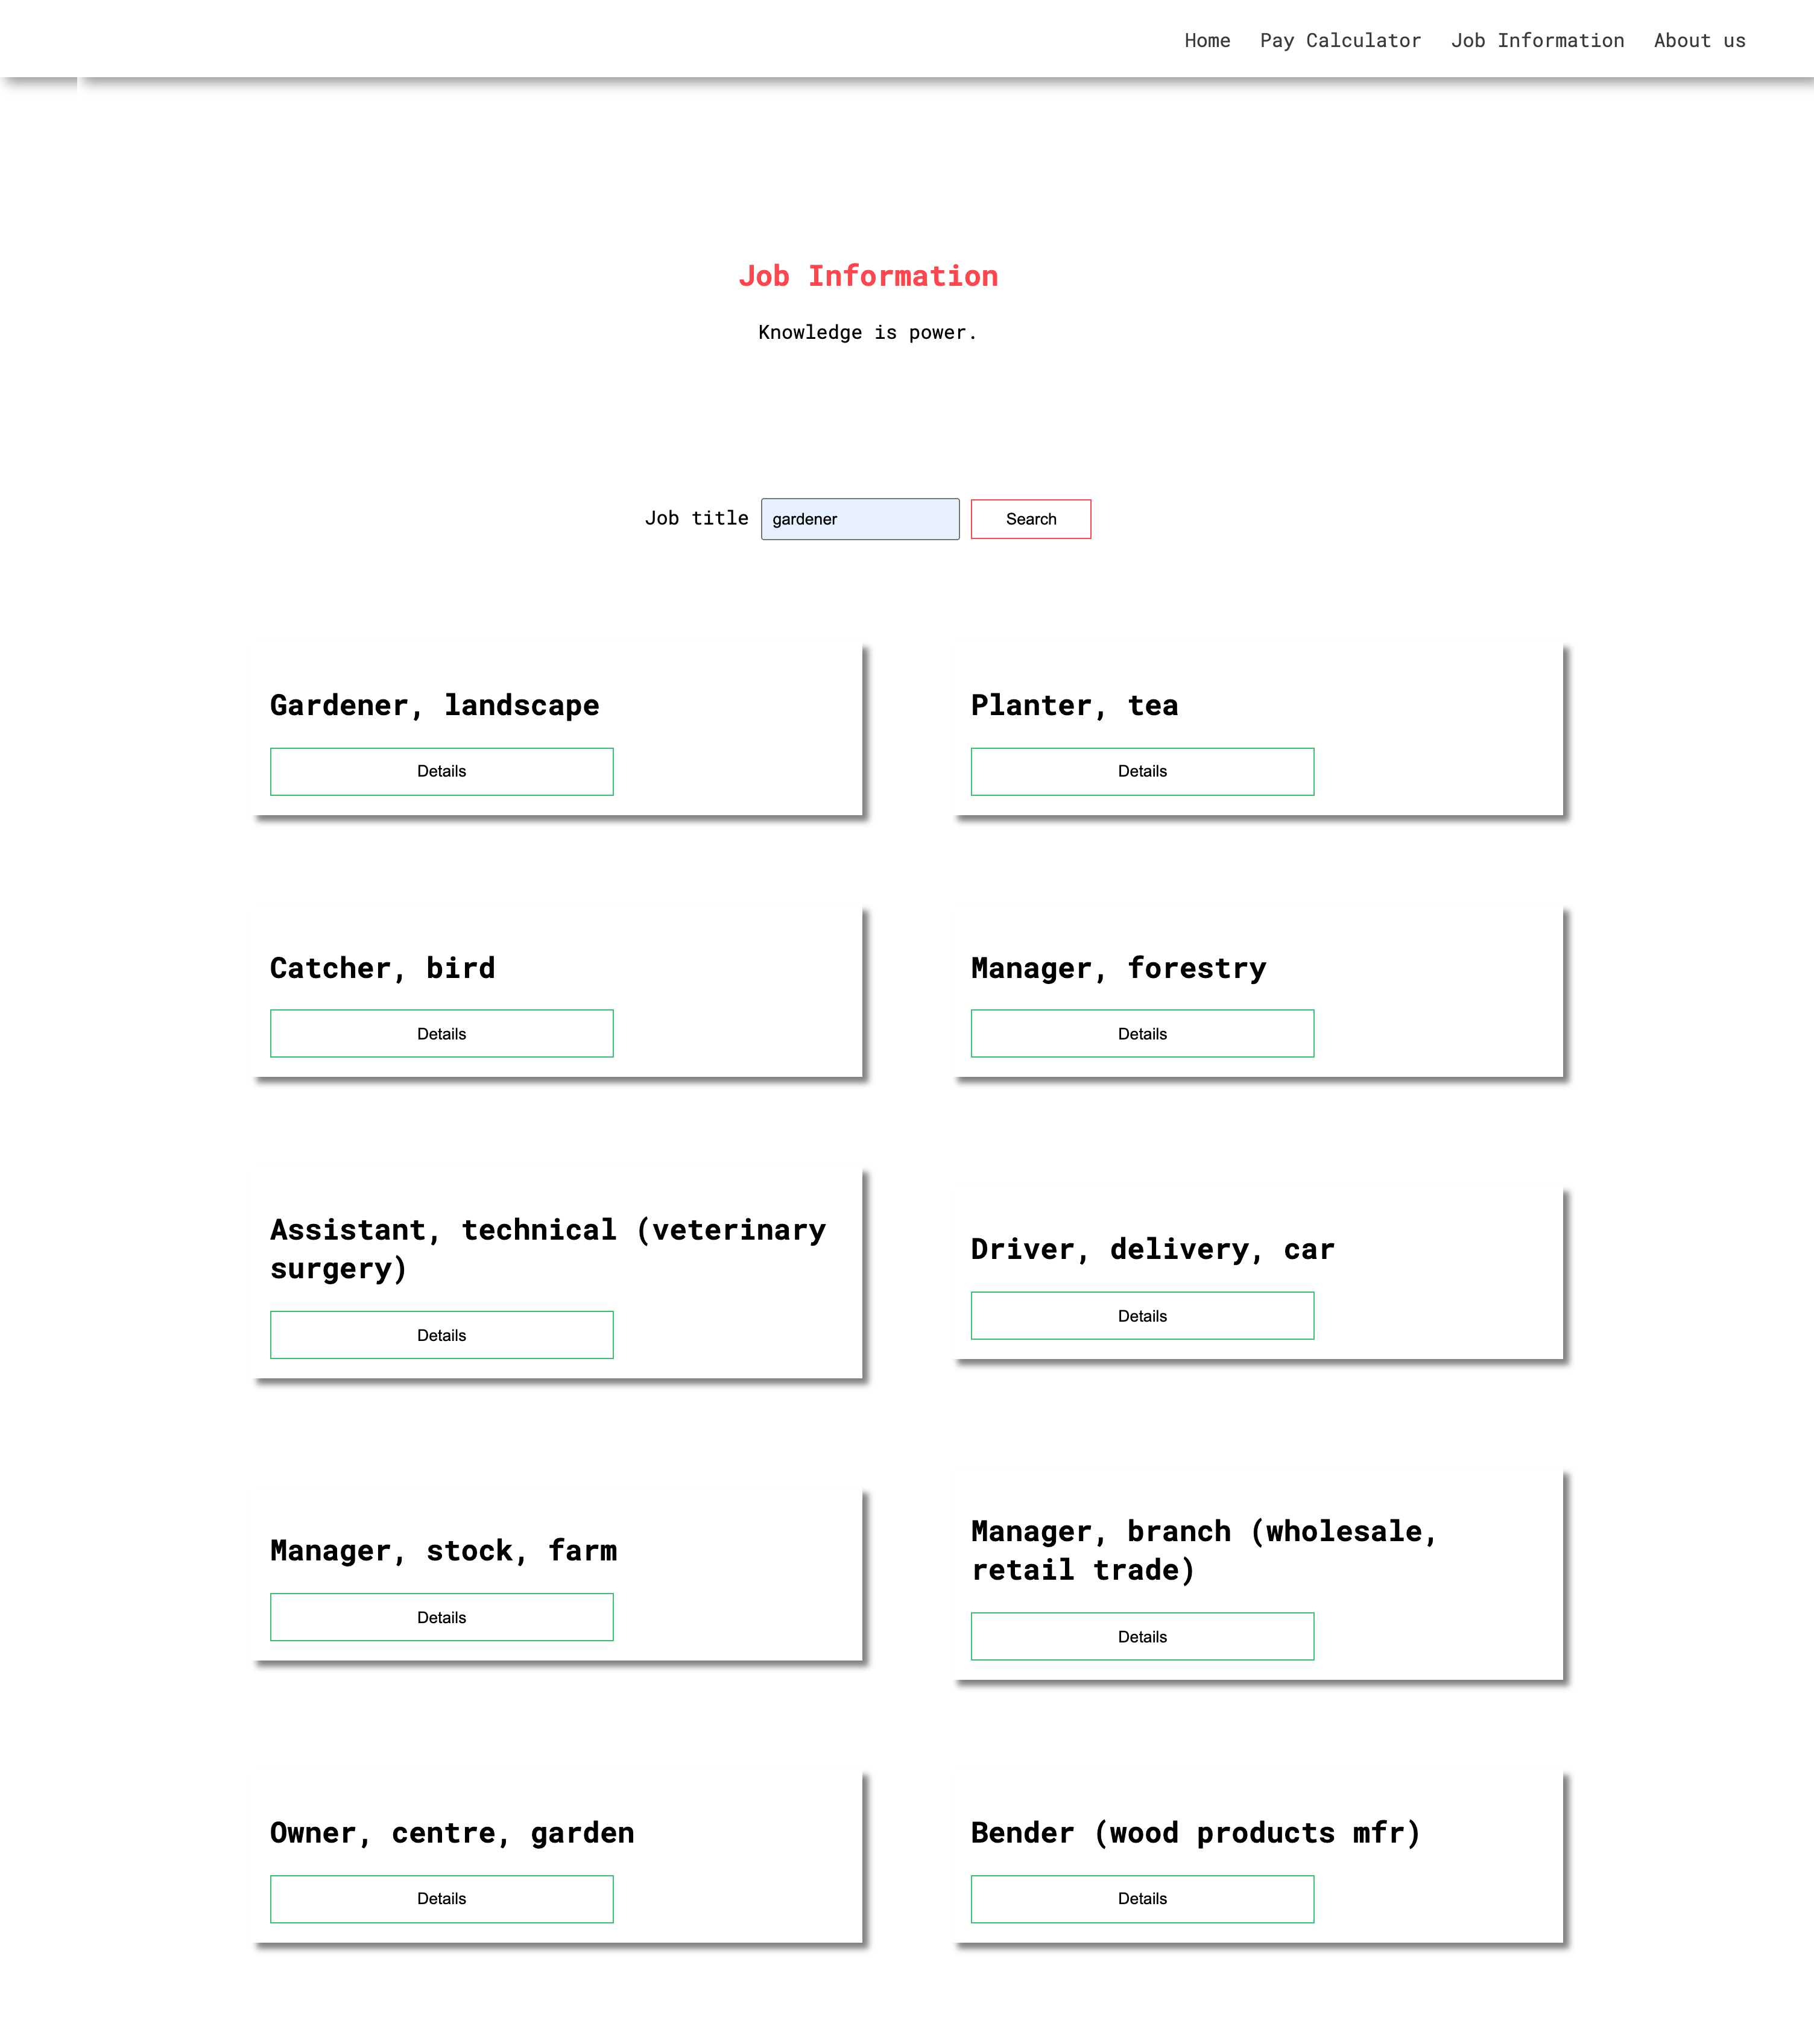 Home Pay Calculator Job Information About us
Job Information
Knowledge is power.
Job title gardener Search
Gardener, landscape
Details
Planter, tea
Details
Catcher, bird
Details
Manager, forestry
Details
Assistant, technical (veterinary
surgery)
Details
Driver, delivery, car
Details
Manager, stock, farm
Details
Manager, branch (wholesale,
retail trade)
Details
Owner, centre, garden
Details
Bender (wood products mfr)
Details